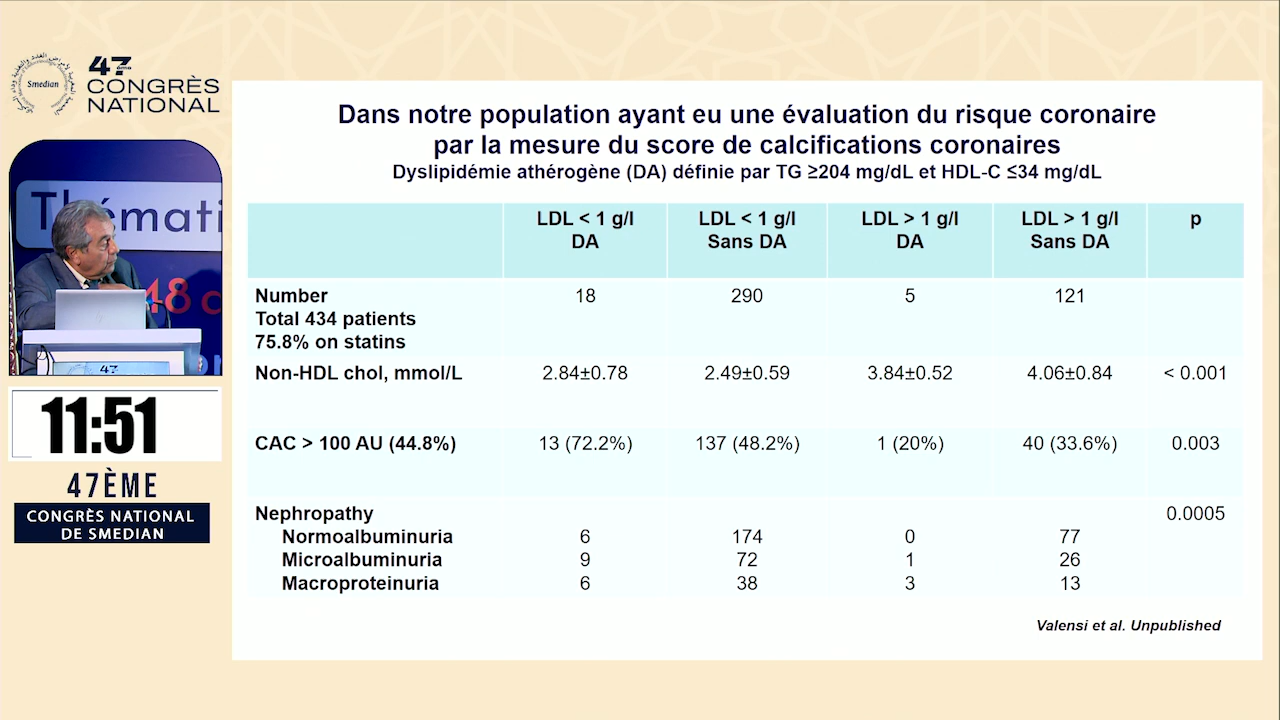 Smedian
47ème
CONGRÈS
NATIONAL
Thémati
48 c
47
11:51
47ÈME
CONGRÈS NATIONAL
DE SMEDIAN
Dans notre population ayant eu une évaluation du risque coronaire
par la mesure du score de calcifications coronaires
Dyslipidémie athérogène (DA) définie par TG ≥204 mg/dL et HDL-C ≤34 mg/dL
LDL < 1 g/l DA LDL < 1 g/l Sans DA LDL > 1 g/l DA LDL > 1 g/l Sans DA p
Number 18 290 5 121
Total 434 patients
75.8% on statins
Non-HDL chol, mmol/L 2.84±0.78 2.49±0.59 3.84±0.52 4.06±0.84 < 0.001
CAC > 100 AU (44.8%) 13 (72.2%) 137 (48.2%) 1 (20%) 40 (33.6%) 0.003
Nephropathy 0.0005
Normoalbuminuria 6 174 0 77
Microalbuminuria 9 72 1 26
Macroproteinuria 6 38 3 13
Valensi et al. Unpublished